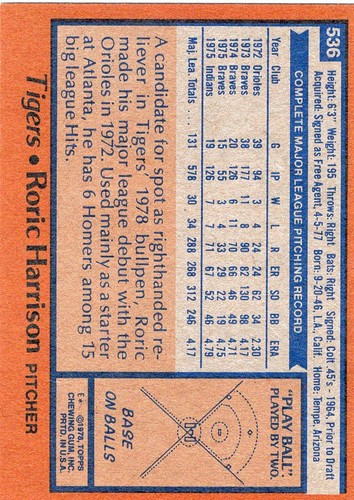 536
Height: 6'3" Weight: 195 Throws: Right Bats: Right Signed: Colt 45's - 1964, Prior to Draft
Acquired: Signed as Free Agent, 4-5-77 Born: 9-20-46, L.A., Calif. Home: Tempe, Arizona
COMPLETE MAJOR LEAGUE PITCHING RECORD
Year Club G IP W L R ER SO BB ERA
1972 Orioles 39 94 3 4 24 24 62 34 2.30
1973 Braves 38 177 11 8 90 82 130 98 4.17
1974 Braves 20 126 6 11 71 66 46 49 4.71
1975 Braves 15 55 3 4 33 29 22 19
1975 Indians 19 126 7 7 71 67 52 46 4.79
Maj. Lea. Totals ..... 131 578 30 34 288 268 312 246 4.17
A candidate for spot as righthanded re-
liever in Tigers' 1978 bullpen, Roric
made his major league debut with the
Orioles in 1972. Used mainly as a starter
at Atlanta, he has 6 Homers among 15
big league Hits.
"PLAY BALL"
PLAYED BY TWO
BASE
ON BALLS
E*
©1978, TOPPS
CHEWING GUM, INC.
PRTD. IN U.S.A.
Tigers • Roric Harrison PITCHER